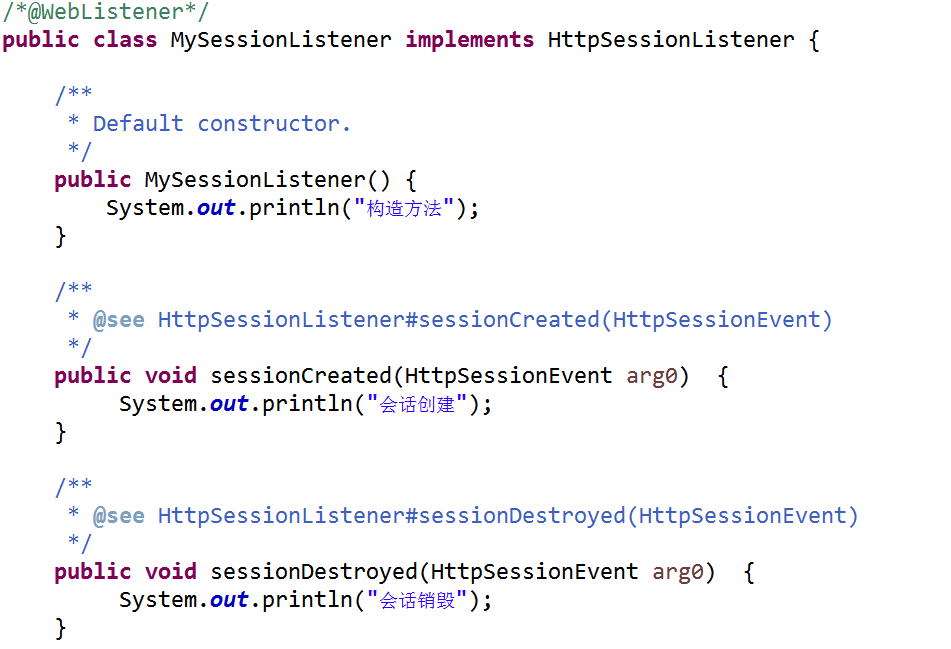 /*@WebListener*/
public class MySessionListener implements HttpSessionListener {
/**
* Default constructor.
*/
public MySessionListener() {
System.out.println("构造方法");
}
/**
* @see HttpSessionListener#sessionCreated(HttpSessionEvent)
*/
public void sessionCreated(HttpSessionEvent arg0)  {
System.out.println("会话创建");
}
/**
* @see HttpSessionListener#sessionDestroyed(HttpSessionEvent)
*/
public void sessionDestroyed(HttpSessionEvent arg0)  {
System.out.println("会话销毁");
}